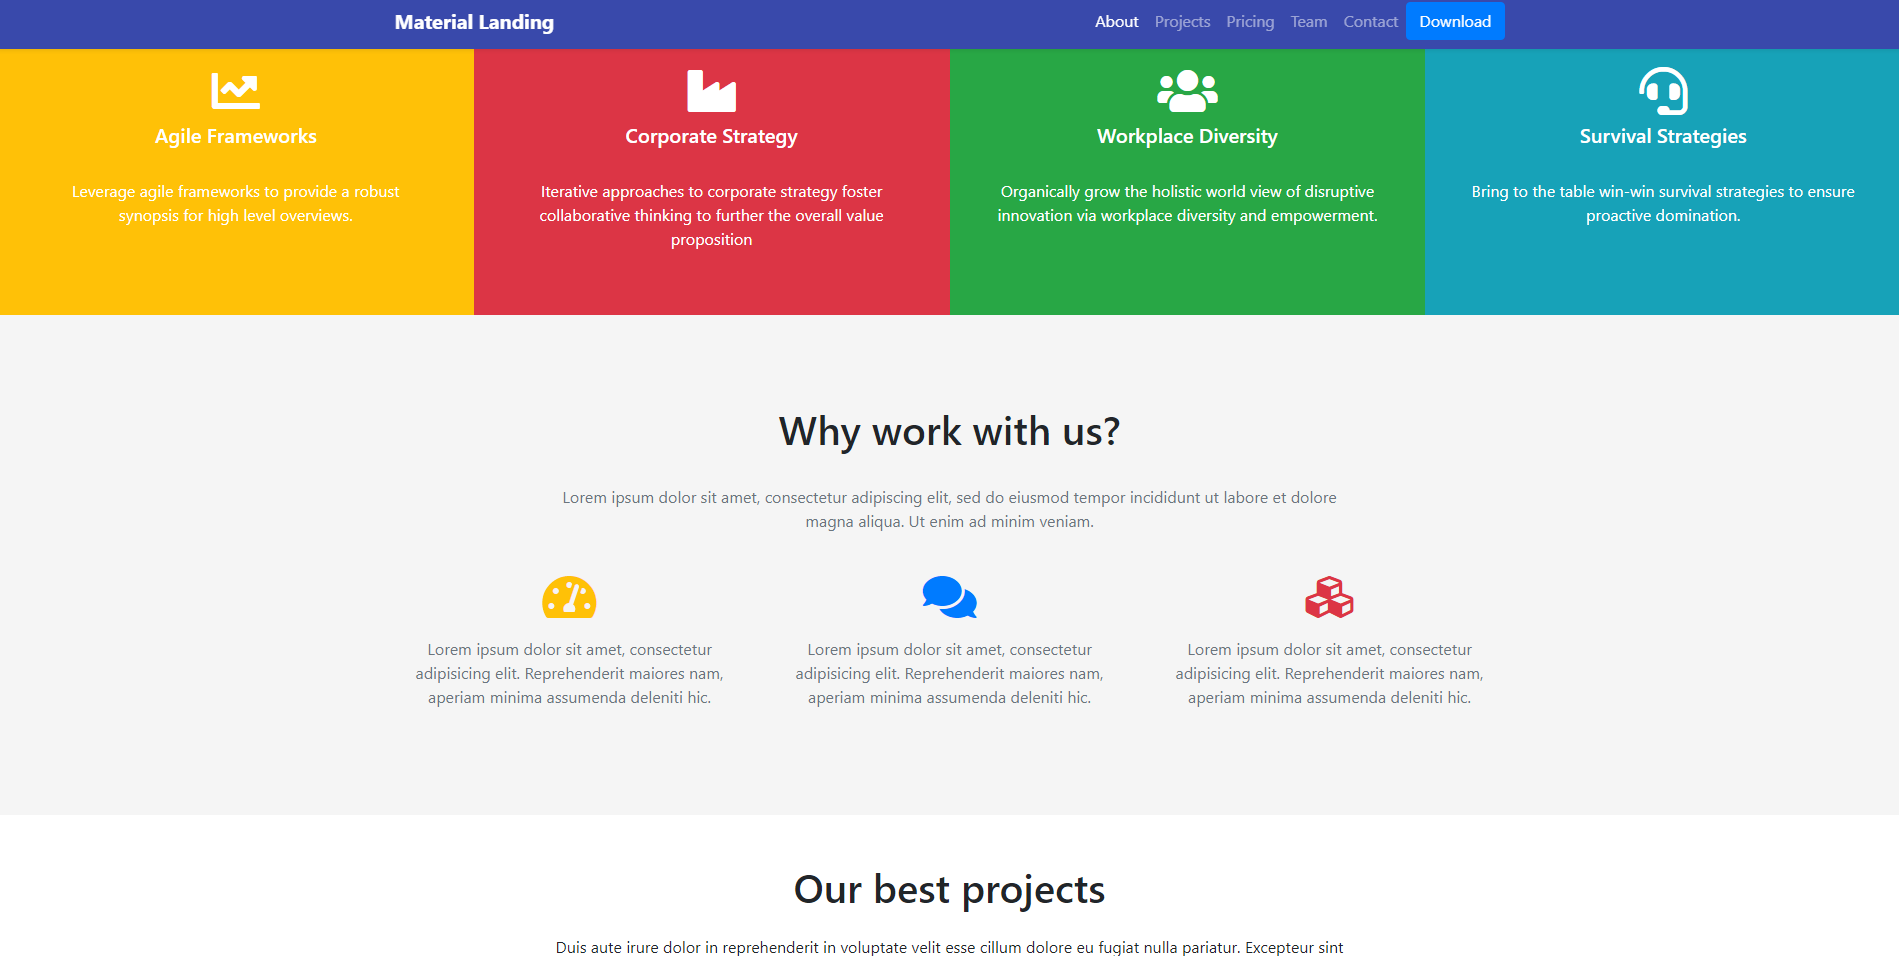 Material Landing
About Projects Pricing Team Contact Download
Agile Frameworks
Leverage agile frameworks to provide a robust
synopsis for high level overviews.
Corporate Strategy
Iterative approaches to corporate strategy foster
collaborative thinking to further the overall value
proposition
Workplace Diversity
Organically grow the holistic world view of disruptive
innovation via workplace diversity and empowerment.
Survival Strategies
Bring to the table win-win survival strategies to ensure
proactive domination.
Why work with us?
Lorem ipsum dolor sit amet, consectetur adipiscing elit, sed do eiusmod tempor incididunt ut labore et dolore
magna aliqua. Ut enim ad minim veniam.
Lorem ipsum dolor sit amet, consectetur
adipisicing elit. Reprehenderit maiores nam,
aperiam minima assumenda deleniti hic.
Lorem ipsum dolor sit amet, consectetur
adipisicing elit. Reprehenderit maiores nam,
aperiam minima assumenda deleniti hic.
Lorem ipsum dolor sit amet, consectetur
adipisicing elit. Reprehenderit maiores nam,
aperiam minima assumenda deleniti hic.
Our best projects
Duis aute irure dolor in reprehenderit in voluptate velit esse cillum dolore eu fugiat nulla pariatur. Excepteur sint